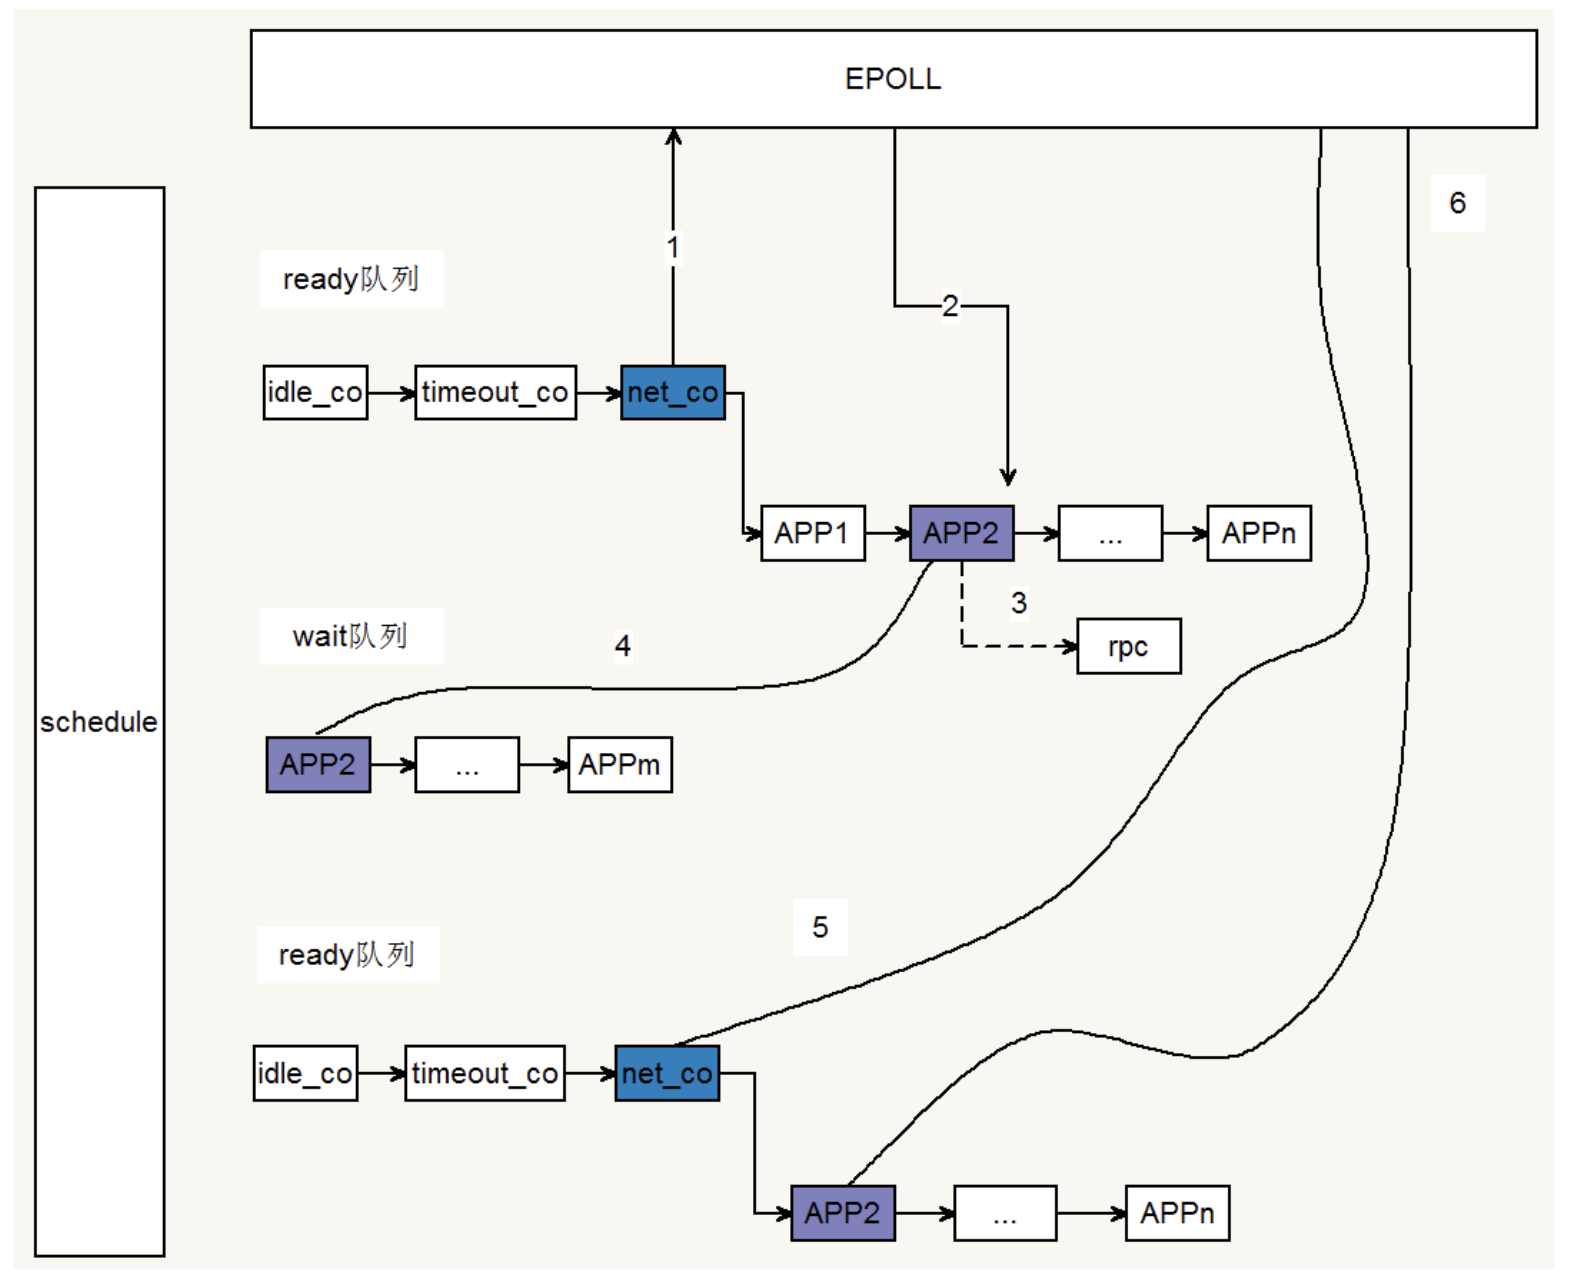 EPOLL
6
1
ready队列
2
idle_co
timeout_co
net_co
APP1
APP2
...
APPn
3
wait队列
4
rpc
schedule
APP2
...
APPm
5
ready队列
idle_co
timeout_co
net_co
APP2
...
APPn